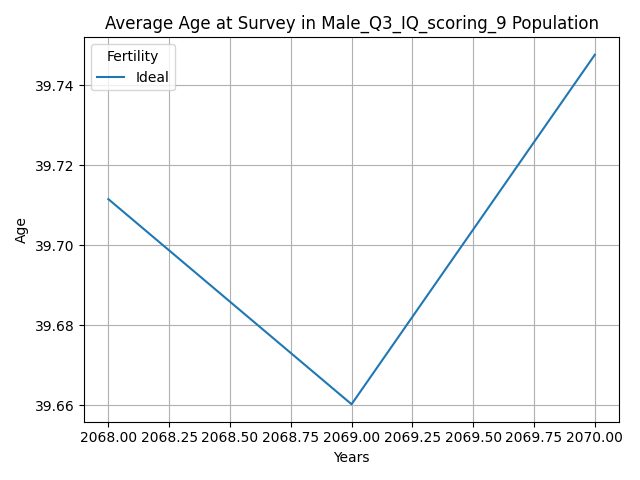 Average Age at Survey in Male_Q3_IQ_scoring_9 Population
Fertility
Ideal
39.74
39.72
39.70
39.68
39.66
Age
2068.00 2068.25 2068.50 2068.75 2069.00 2069.25 2069.50 2069.75 2070.00
Years